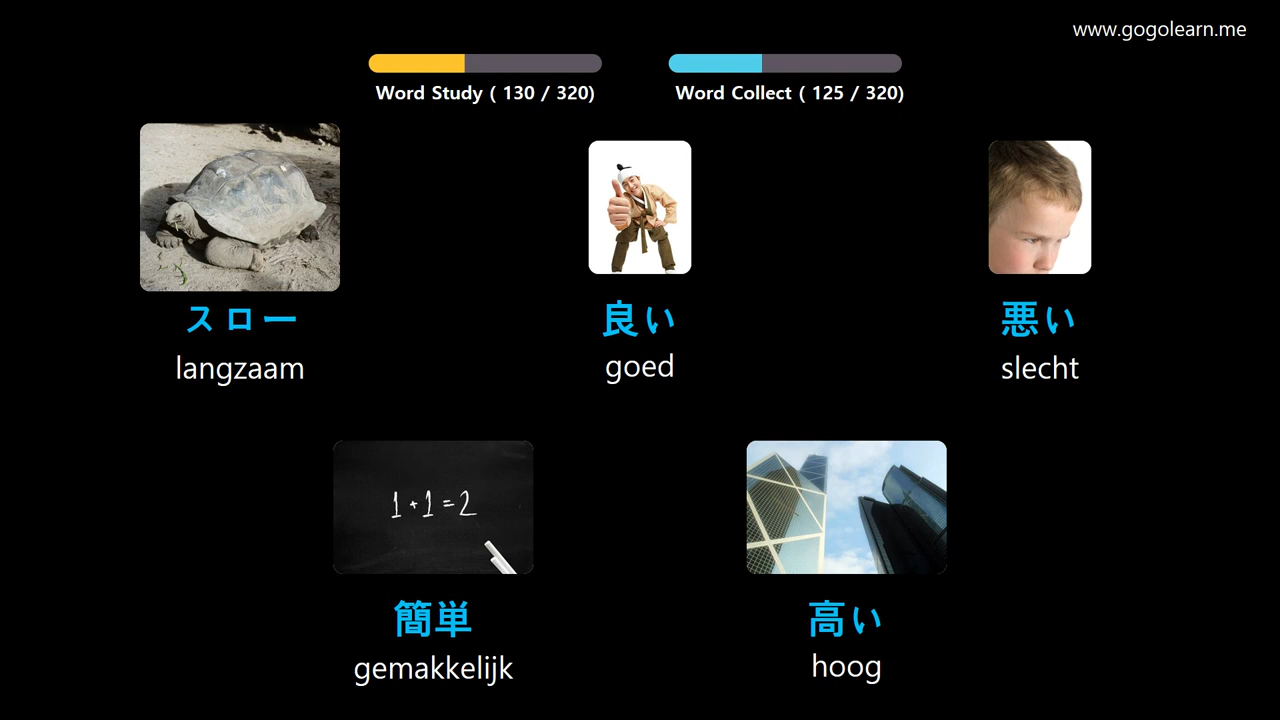 www.gogolearn.me
Word Study ( 130 / 320)
Word Collect ( 125 / 320)
スロー
langzaam
良い
goed
悪い
slecht
1+1=2
簡単
gemakkelijk
高い
hoog